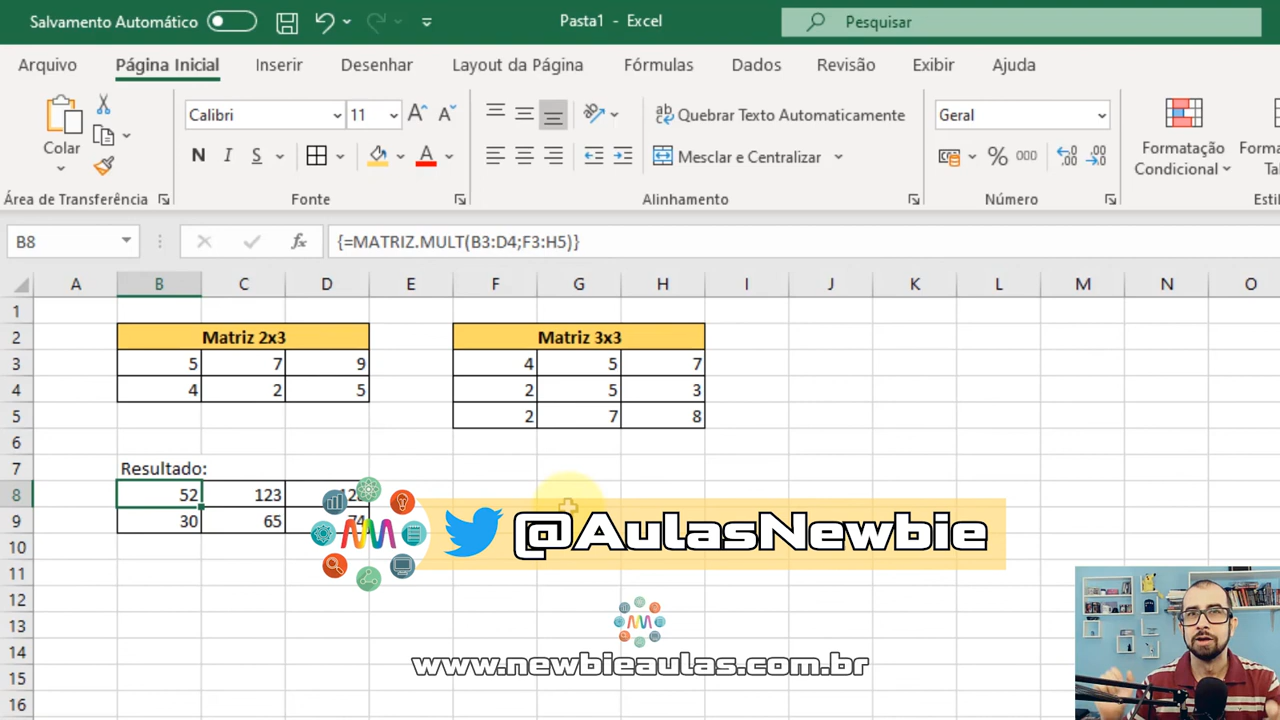 Salvamento Automático
Pasta1 - Excel
Pesquisar
Arquivo Página Inicial Inserir Desenhar Layout da Página Fórmulas Dados Revisão Exibir Ajuda
Colar
Calibri 11
Quebrar Texto Automaticamente
Geral
N I S A
Mesclar e Centralizar
% 000
Formatação
Condicional
Área de Transferência Fonte Alinhamento Número
B8 fx {=MATRIZ.MULT(B3:D4;F3:H5)}
A B C D E F G H I J K L M N O
1
2 Matriz 2x3 Matriz 3x3
3 5 7 9 4 5 7
4 4 2 5 2 5 3
5 2 7 8
6
7 Resultado:
8 52 123
9 30 65 74
@AulasNewbie
10
11
12
13
14
www.newbieaulas.com.br
15
16